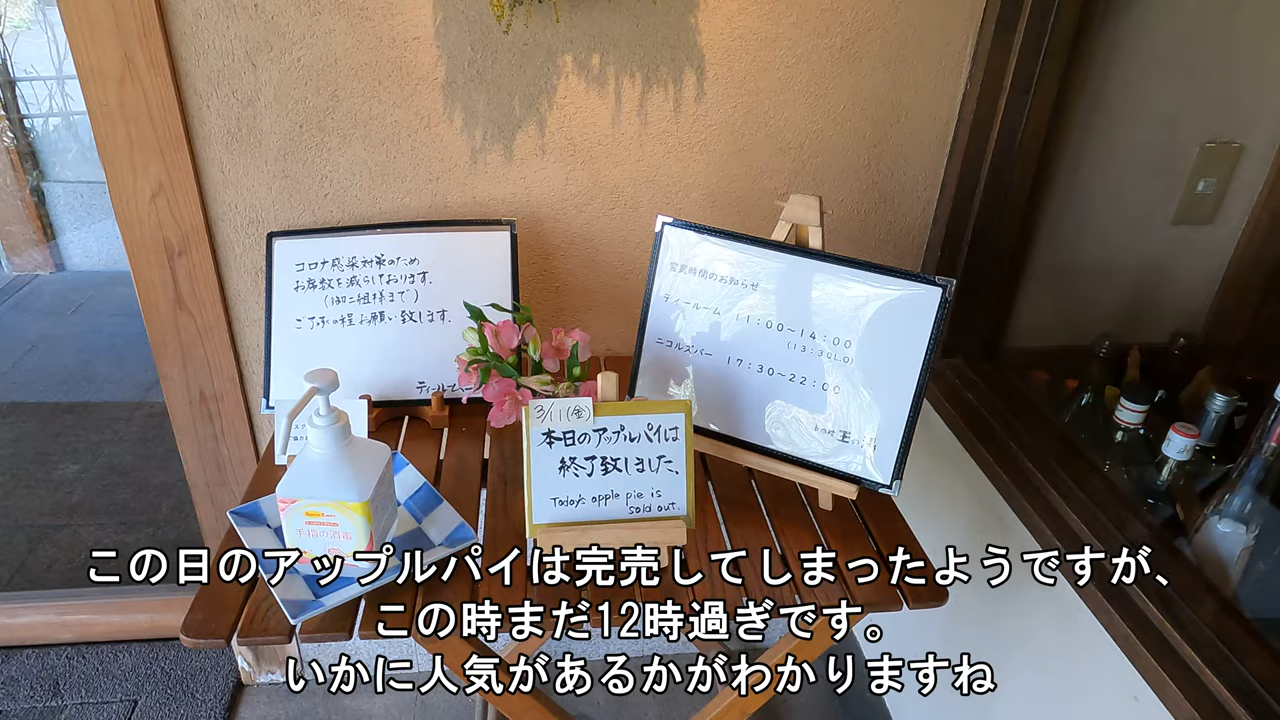 コロナ感染対策のため
お席数を減らしております。
(御二組様まで)
ご了承の程お願い致します。
ティールーム
営業時間のお知らせ
ティールーム 11:00~14:00
(13:30L.O)
ニコルズバー 17:30~22:00
3/11(金)
本日のアップルパイは
終了致しました、
Today's apple pie is
sold out.
手指の消毒
この日のアップルパイは完売してしまったようですが、
この時まだ12時過ぎです。
いかに人気があるかがわかりますね